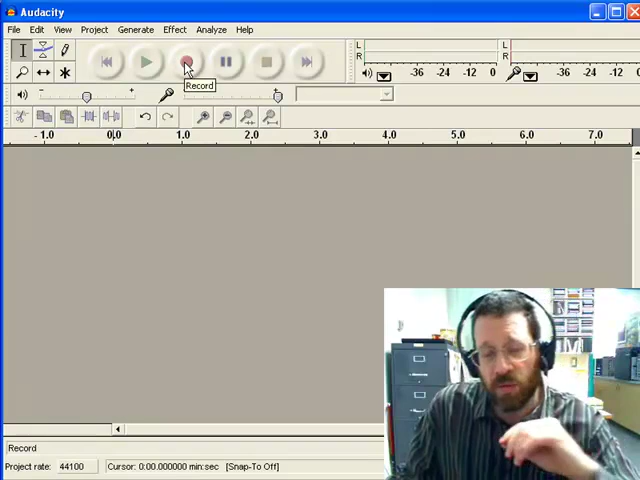 Audacity
File Edit View Project Generate Effect Analyze Help
L
R
-36 -24 -12 0
L
R
-36 -24 -12 0
Record
- +
- +
- 1.0 0.0 1.0 2.0 3.0 4.0 5.0 6.0 7.0
Record
Project rate: 44100 Cursor: 0:00.000000 min:sec [Snap-To Off]